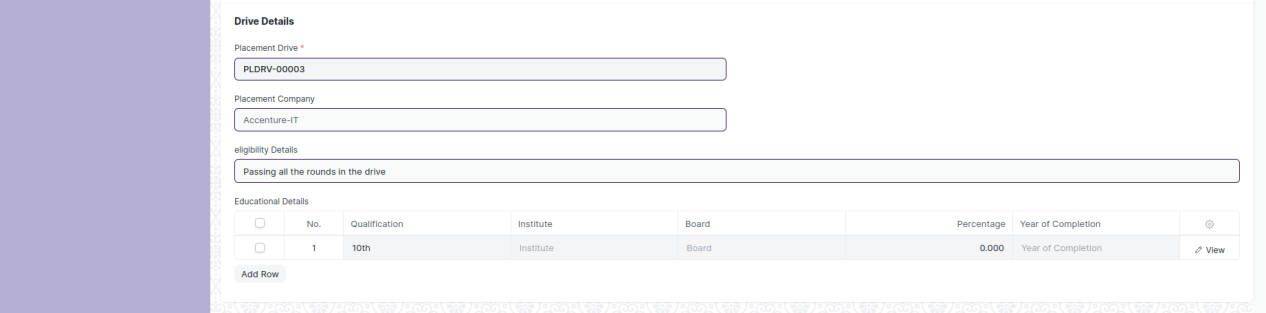 Drive Details
Placement Drive *
PLDRV-00003
Placement Company
Accenture-IT
eligibility Details
Passing all the rounds in the drive
Educational Details
No. Qualification Institute Board Percentage Year of Completion
1 10th Institute Board 0.000 Year of Completion View
Add Row